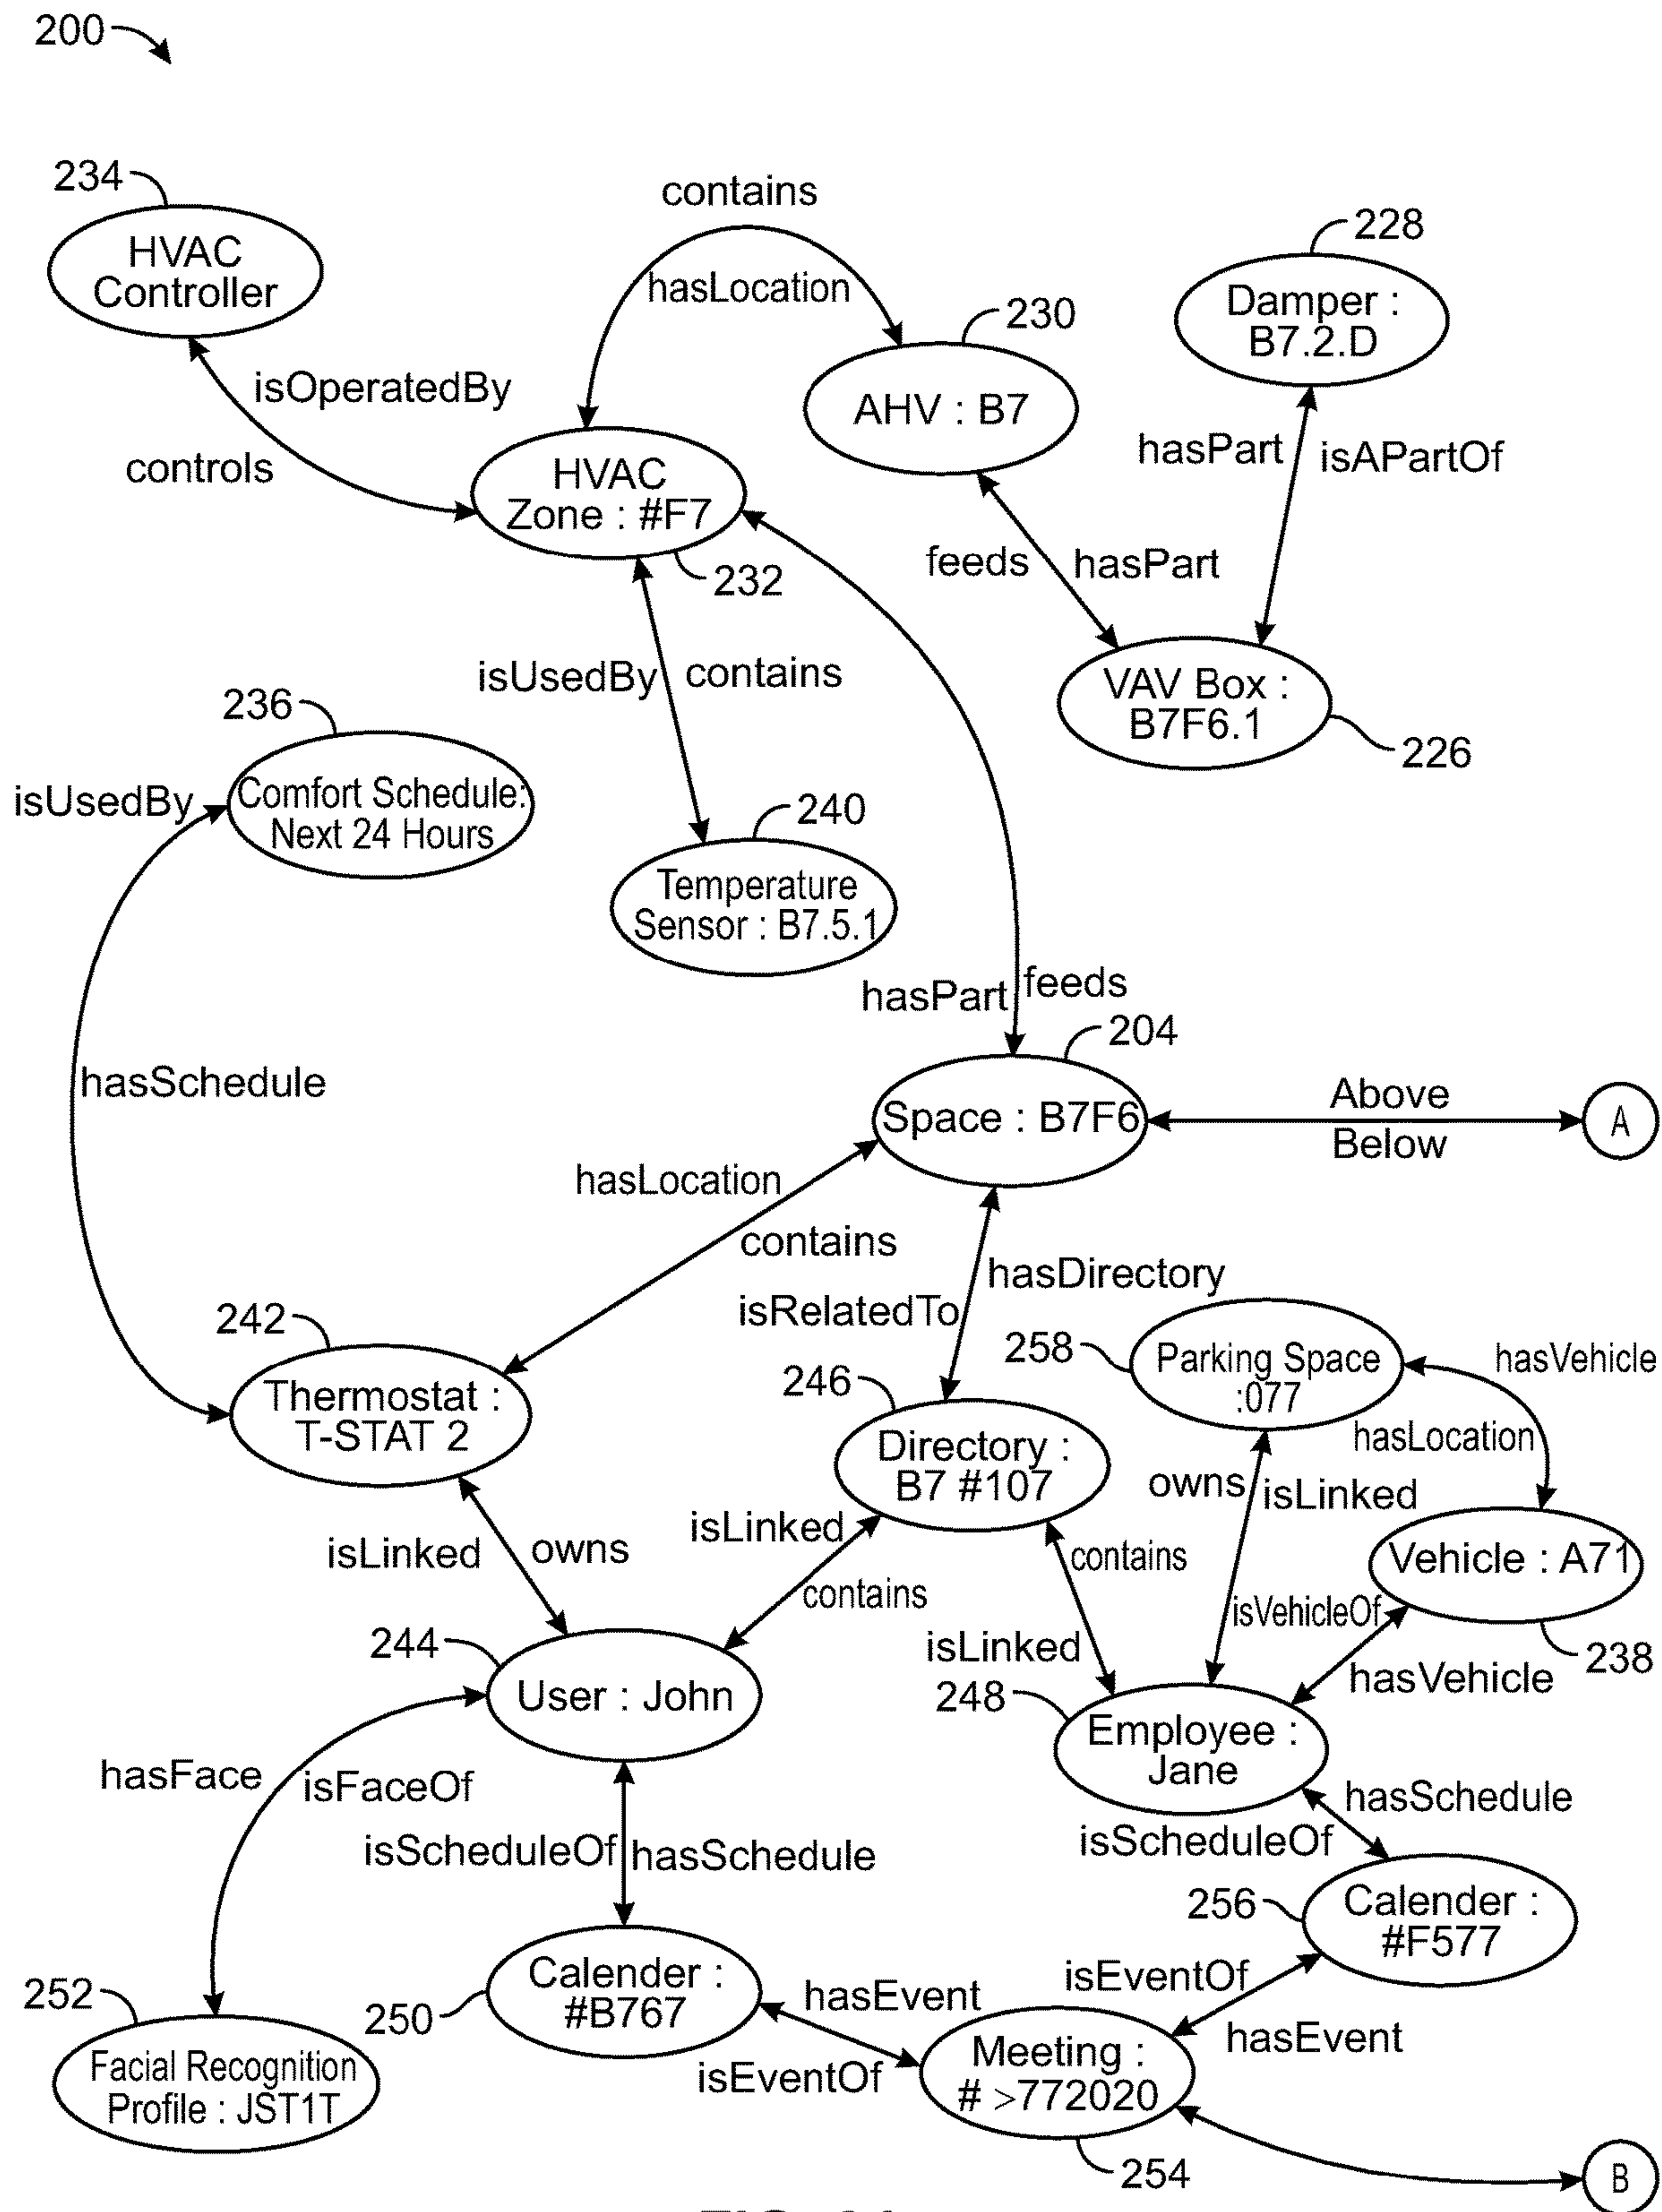 200
234
HVAC
Controller
contains
hasLocation
228
Damper :
B7.2.D
230
AHV : B7
isOperatedBy
controls
HVAC
Zone : #F7
232
hasPart
isAPartOf
feeds
hasPart
VAV Box :
B7F6.1
226
isUsedBy
contains
236
isUsedBy
Comfort Schedule:
Next 24 Hours
240
Temperature
Sensor : B7.5.1
hasPart
feeds
204
hasSchedule
Space : B7F6
Above
Below
A
hasLocation
contains
hasDirectory
isRelatedTo
242
Thermostat :
T-STAT 2
246
Directory :
B7 #107
258
Parking Space
:077
hasVehicle
hasLocation
owns
isLinked
isLinked
owns
isLinked
contains
contains
isLinked
Vehicle : A71
238
isVehicleOf
hasVehicle
244
User : John
248
Employee :
Jane
hasFace
isFaceOf
isScheduleOf
hasSchedule
hasSchedule
isScheduleOf
256
Calender :
#F577
252
Facial Recognition
Profile : JST1T
250
Calender :
#B767
hasEvent
isEventOf
isEventOf
hasEvent
Meeting :
# >772020
254
B